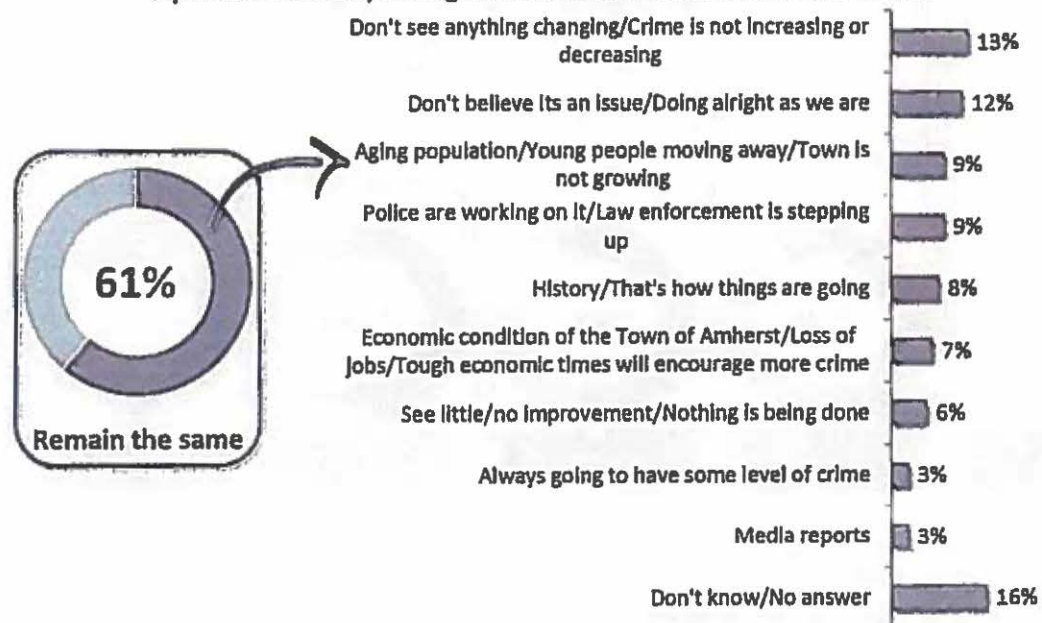 Don't see anything changing/Crime is not increasing or
decreasing
13%
Don't believe its an issue/Doing alright as we are
12%
Aging population/Young people moving away/Town is
not growing
9%
Police are working on it/Law enforcement is stepping
up
9%
History/That's how things are going
8%
Economic condition of the Town of Amherst/Loss of
jobs/Tough economic times will encourage more crime
7%
See little/no improvement/Nothing is being done
6%
Always going to have some level of crime
3%
Media reports
3%
Don't know/No answer
16%
61%
Remain the same